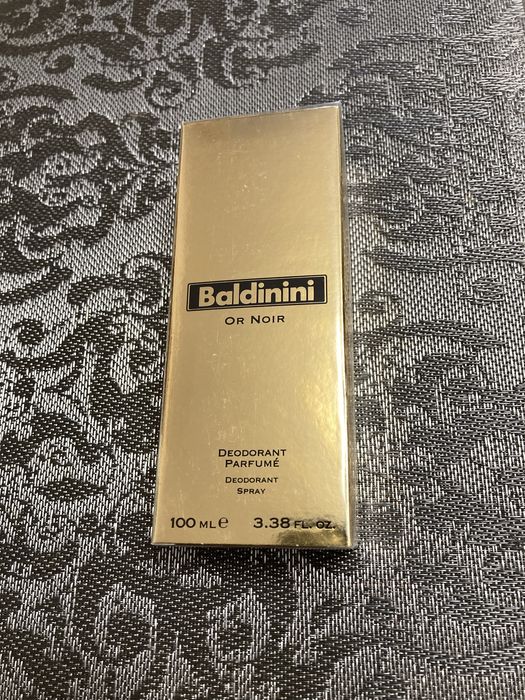 Baldinini
OR NOIR
DEODORANT
PARFUMÉ
DEODORANT
SPRAY
100 ML ℮ 3.38 FL. OZ.